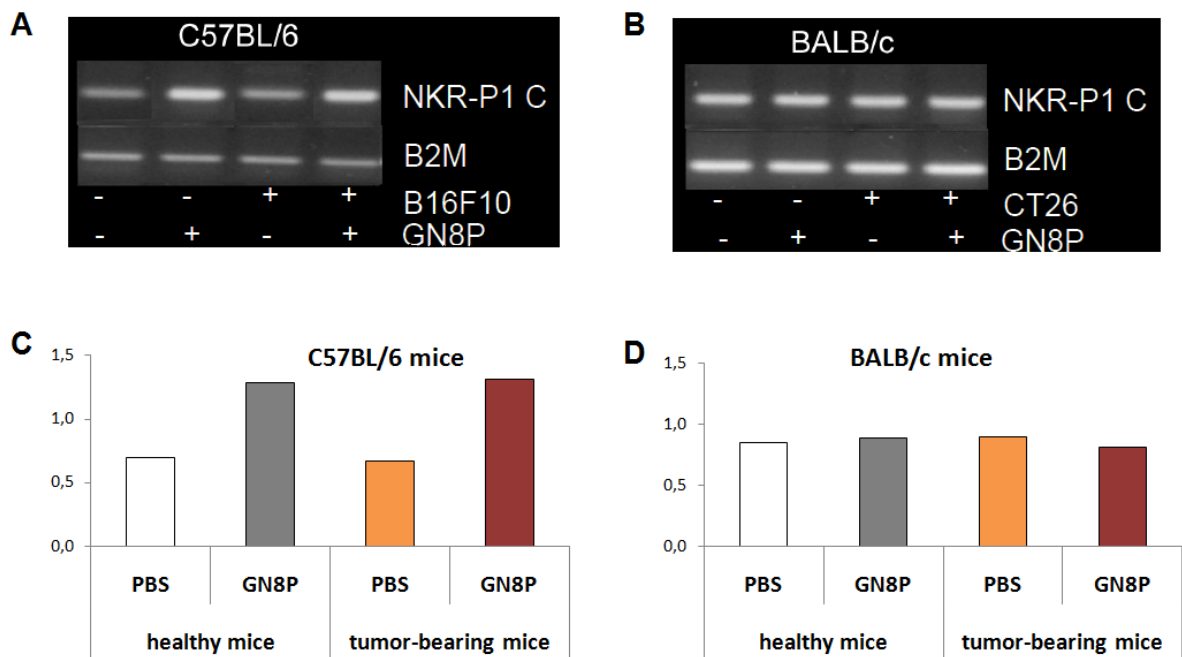 A
C57BL/6
NKR-P1 C
B2M
- - + +
B16F10
- + - +
GN8P
B
BALB/c
NKR-P1 C
B2M
- - + +
CT26
- + - +
GN8P
C
C57BL/6 mice
1,5
1,0
0,5
0,0
PBS GN8P PBS GN8P
healthy mice tumor-bearing mice
D
BALB/c mice
1,5
1,0
0,5
0,0
PBS GN8P PBS GN8P
healthy mice tumor-bearing mice